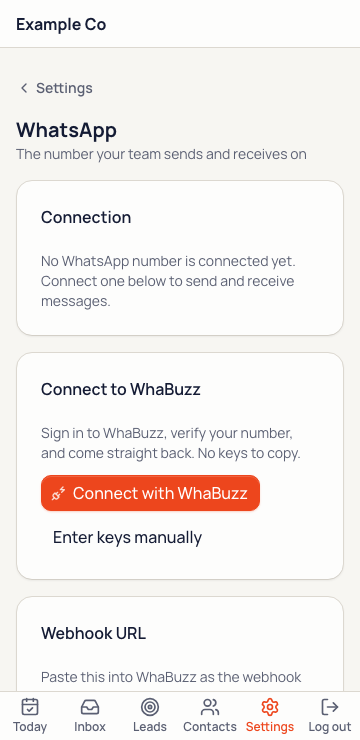 Example Co
Settings
WhatsApp
The number your team sends and receives on
Connection
No WhatsApp number is connected yet.
Connect one below to send and receive
messages.
Connect to WhaBuzz
Sign in to WhaBuzz, verify your number,
and come straight back. No keys to copy.
Connect with WhaBuzz
Enter keys manually
Webhook URL
Paste this into WhaBuzz as the webhook
Today Inbox Leads Contacts Settings Log out